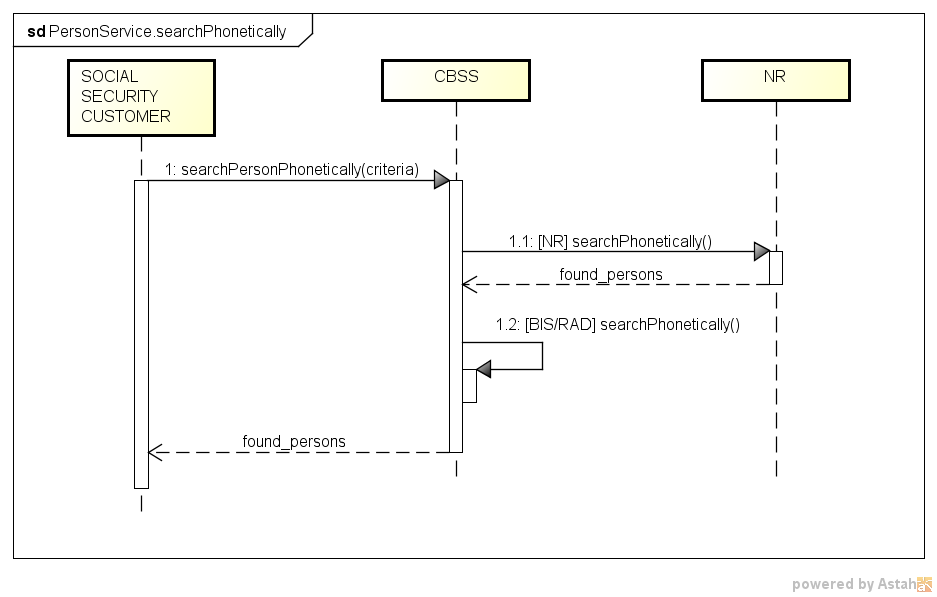 sd PersonService.searchPhonetically
SOCIAL
SECURITY
CUSTOMER
CBSS
NR
1: searchPersonPhonetically(criteria)
1.1: [NR] searchPhonetically()
found_persons
1.2: [BIS/RAD] searchPhonetically()
found_persons
powered by Astah